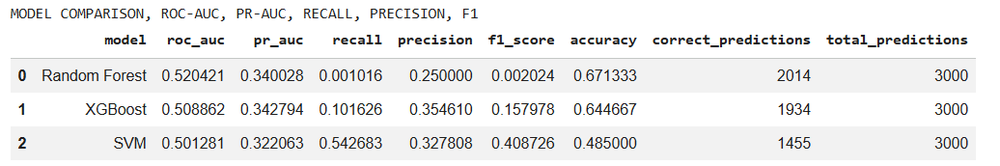 MODEL COMPARISON, ROC-AUC, PR-AUC, RECALL, PRECISION, F1
model roc_auc pr_auc recall precision f1_score accuracy correct_predictions total_predictions
0 Random Forest 0.520421 0.340028 0.001016 0.250000 0.002024 0.671333 2014 3000
1 XGBoost 0.508862 0.342794 0.101626 0.354610 0.157978 0.644667 1934 3000
2 SVM 0.501281 0.322063 0.542683 0.327808 0.408726 0.485000 1455 3000